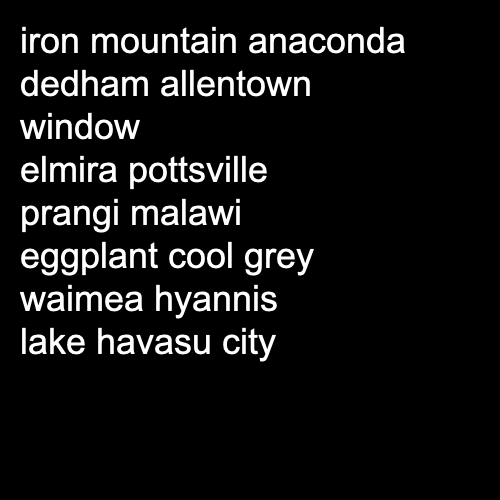 iron mountain anaconda
dedham allentown
window
elmira pottsville
prangi malawi
eggplant cool grey
waimea hyannis
lake havasu city